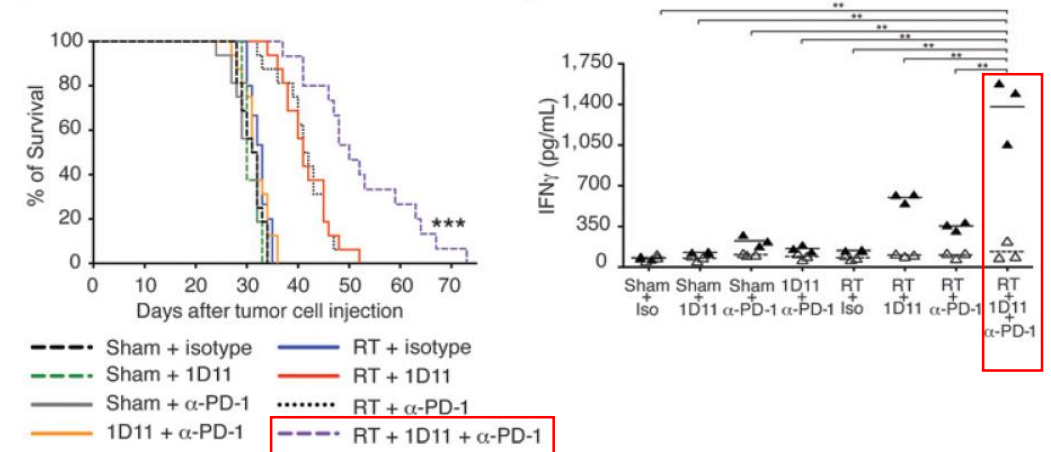 100
80
60
40
20
0
% of Survival
0 10 20 30 40 50 60 70
Days after tumor cell injection
***
Sham + isotype
Sham + 1D11
Sham + α-PD-1
1D11 + α-PD-1
RT + isotype
RT + 1D11
RT + α-PD-1
RT + 1D11 + α-PD-1
**
**
**
**
**
**
**
1,750
1,400
1,050
700
350
0
IFNγ (pg/mL)
Sham + Iso
Sham + 1D11
Sham + α-PD-1
1D11 + α-PD-1
RT + Iso
RT + 1D11
RT + α-PD-1
RT + 1D11 + α-PD-1